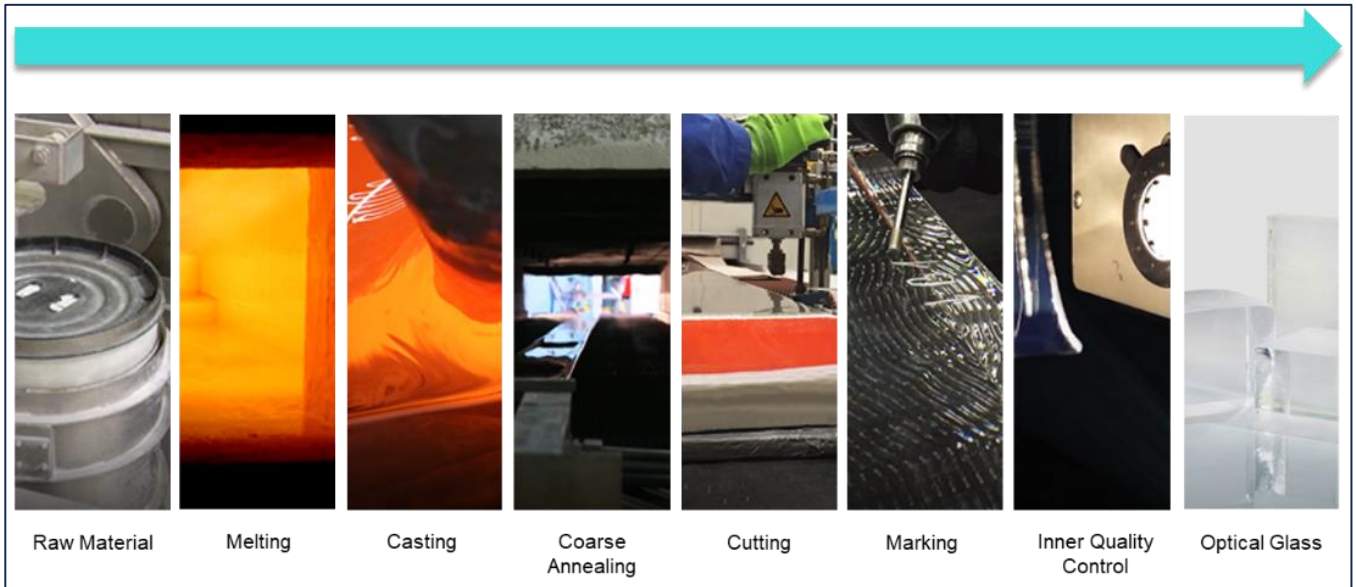 Raw Material
Melting
Casting
Coarse
Annealing
Cutting
Marking
Inner Quality
Control
Optical Glass